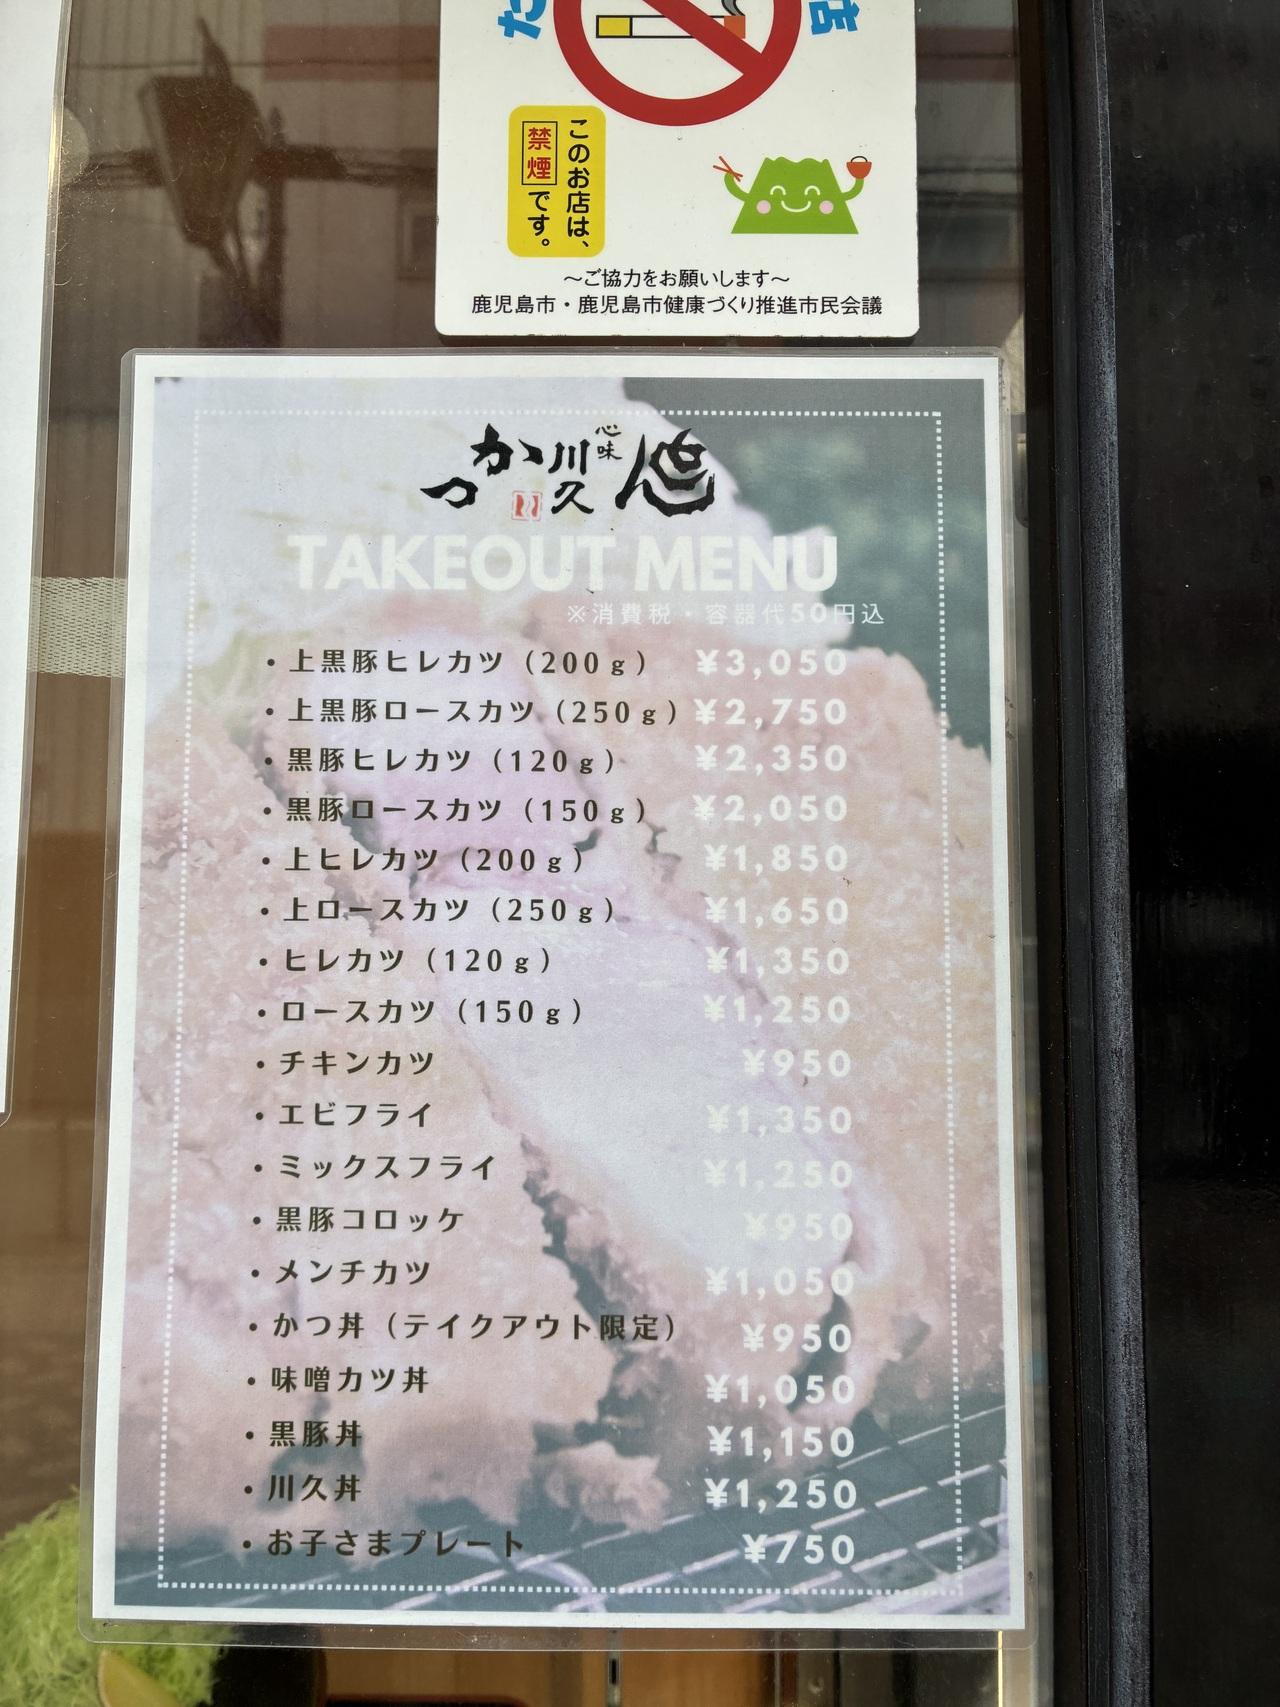 このお店は、
禁煙です。
～ご協力をお願いします～
鹿児島市・鹿児島市健康づくり推進市民会議
心味
川久
かつ
TAKEOUT MENU
※消費税・容器代50円込
・上黒豚ヒレカツ（200ｇ） ¥3,050
・上黒豚ロースカツ（250ｇ） ¥2,750
・黒豚ヒレカツ（120ｇ） ¥2,350
・黒豚ロースカツ（150ｇ） ¥2,050
・上ヒレカツ（200ｇ） ¥1,850
・上ロースカツ（250ｇ） ¥1,650
・ヒレカツ（120ｇ） ¥1,350
・ロースカツ（150ｇ） ¥1,250
・チキンカツ ¥950
・エビフライ ¥1,350
・ミックスフライ ¥1,250
・黒豚コロッケ ¥950
・メンチカツ ¥1,050
・かつ丼（テイクアウト限定） ¥950
・味噌カツ丼 ¥1,050
・黒豚丼 ¥1,150
・川久丼 ¥1,250
・お子さまプレート ¥750